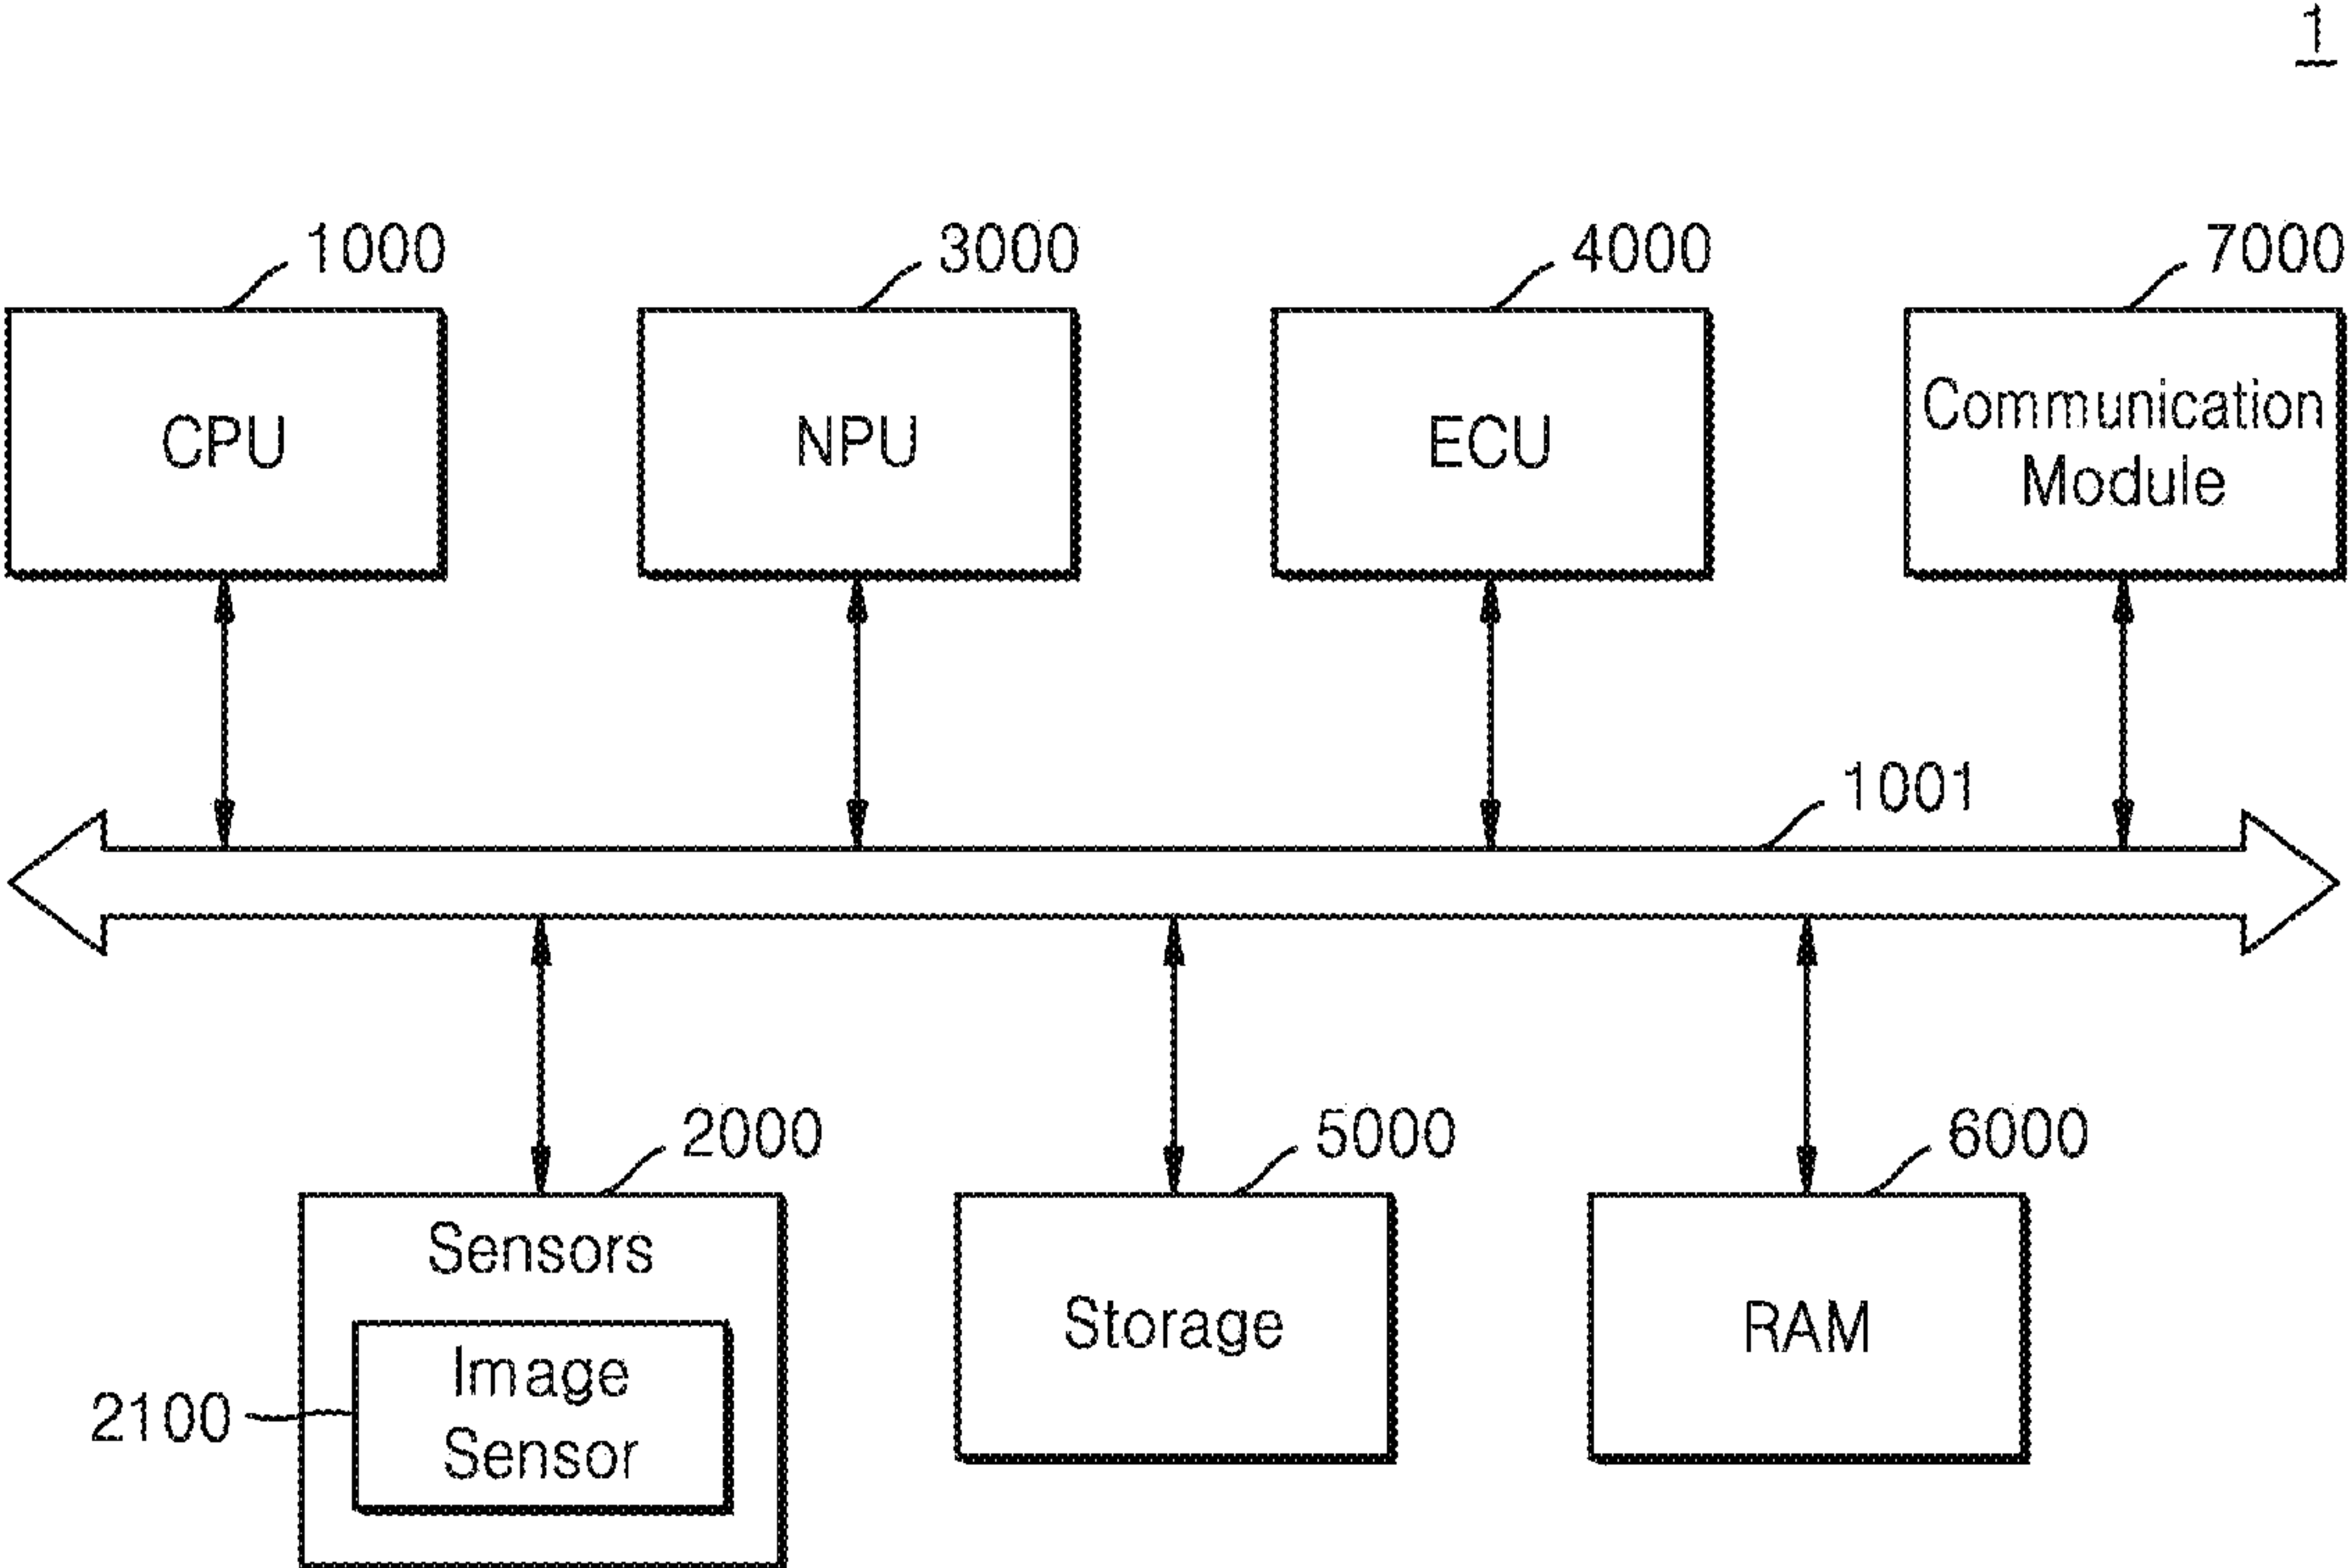 1
1000
3000
4000
7000
CPU
NPU
ECU
Communication
Module
1001
2000
5000
6000
Sensors
Storage
RAM
2100
Image
Sensor